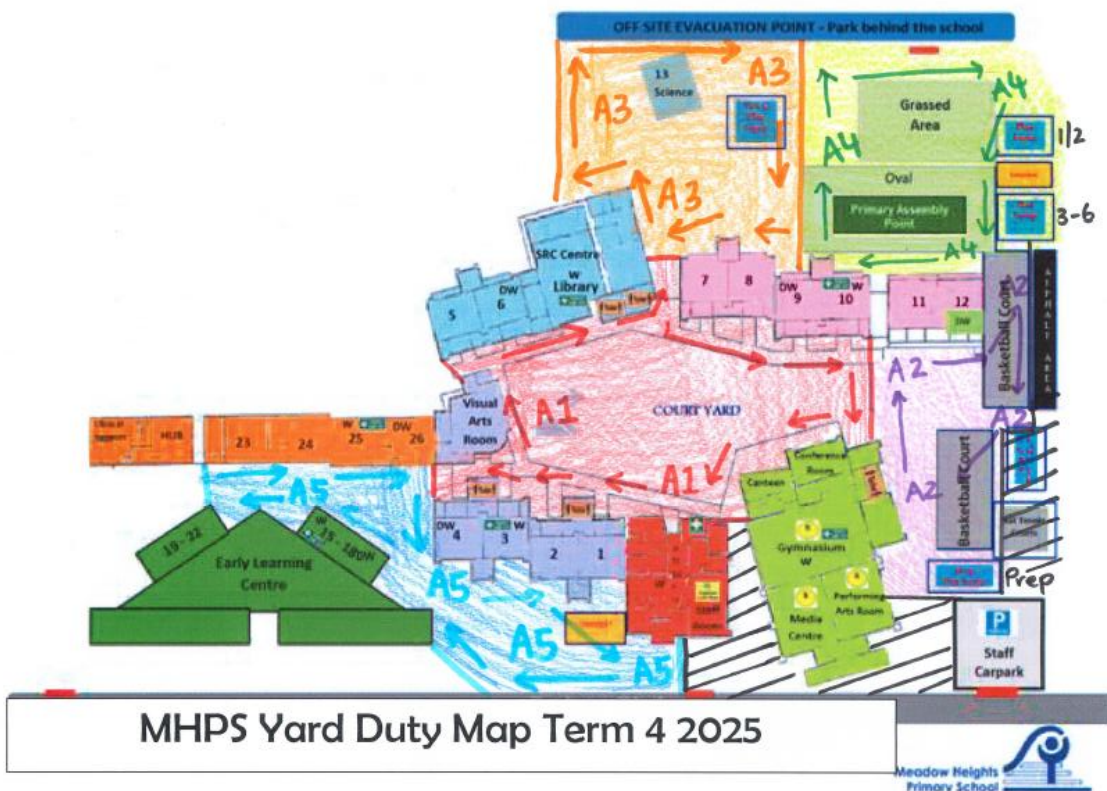 OFF SITE EVACUATION POINT - Park behind the school
13
Science
A3
A3
A3
A4
A4
A4
Grassed
Area
1/2
Oval
Primary Assembly
Point
3-6
SRC Centre
W
Library
DW
6
5
7
8
DW
9
W
10
11
12
DW
Basketball Court
ALPHALT AREA
A2
A2
A2
A2
Visual
Arts
Room
A1
COURT YARD
A1
HUB
23
24
W
25
DW
26
A5
Conference
Room
Canteen
Basketball Court
19 - 22
W
15 - 18
Early Learning
Centre
DW
4
3
W
2
1
Gymnasium
W
Performing
Arts Room
Media
Centre
Prep
A5
A5
A5
P
Staff
Carpark
MHPS Yard Duty Map Term 4 2025
Meadow Heights
Primary School